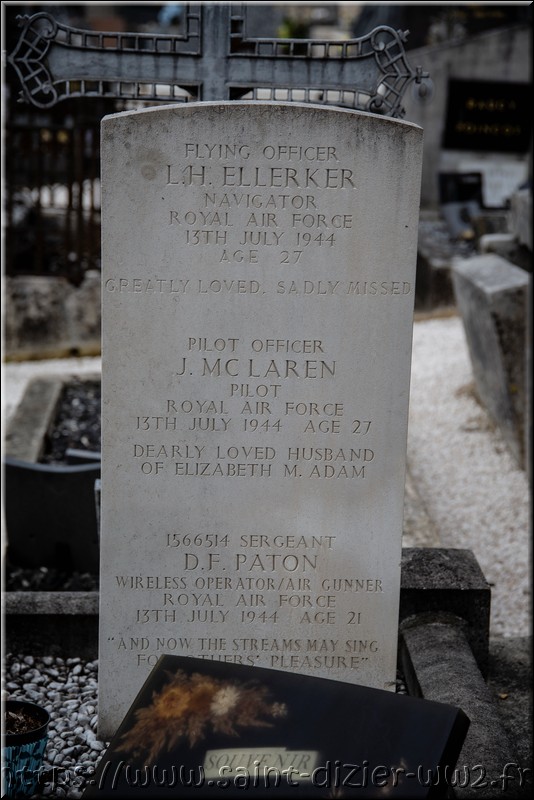 FLYING OFFICER
L.H. ELLERKER
NAVIGATOR
ROYAL AIR FORCE
13TH JULY 1944
AGE 27
GREATLY LOVED, SADLY MISSED
PILOT OFFICER
J. MCLAREN
PILOT
ROYAL AIR FORCE
13TH JULY 1944 AGE 27
DEARLY LOVED HUSBAND
OF ELIZABETH M. ADAM
1566514 SERGEANT
D.F. PATON
WIRELESS OPERATOR/AIR GUNNER
ROYAL AIR FORCE
13TH JULY 1944 AGE 21
"AND NOW THE STREAMS MAY SING
FOR OTHERS' PLEASURE"
SOUVENIR
https://www.saint-dizier-ww2.fr